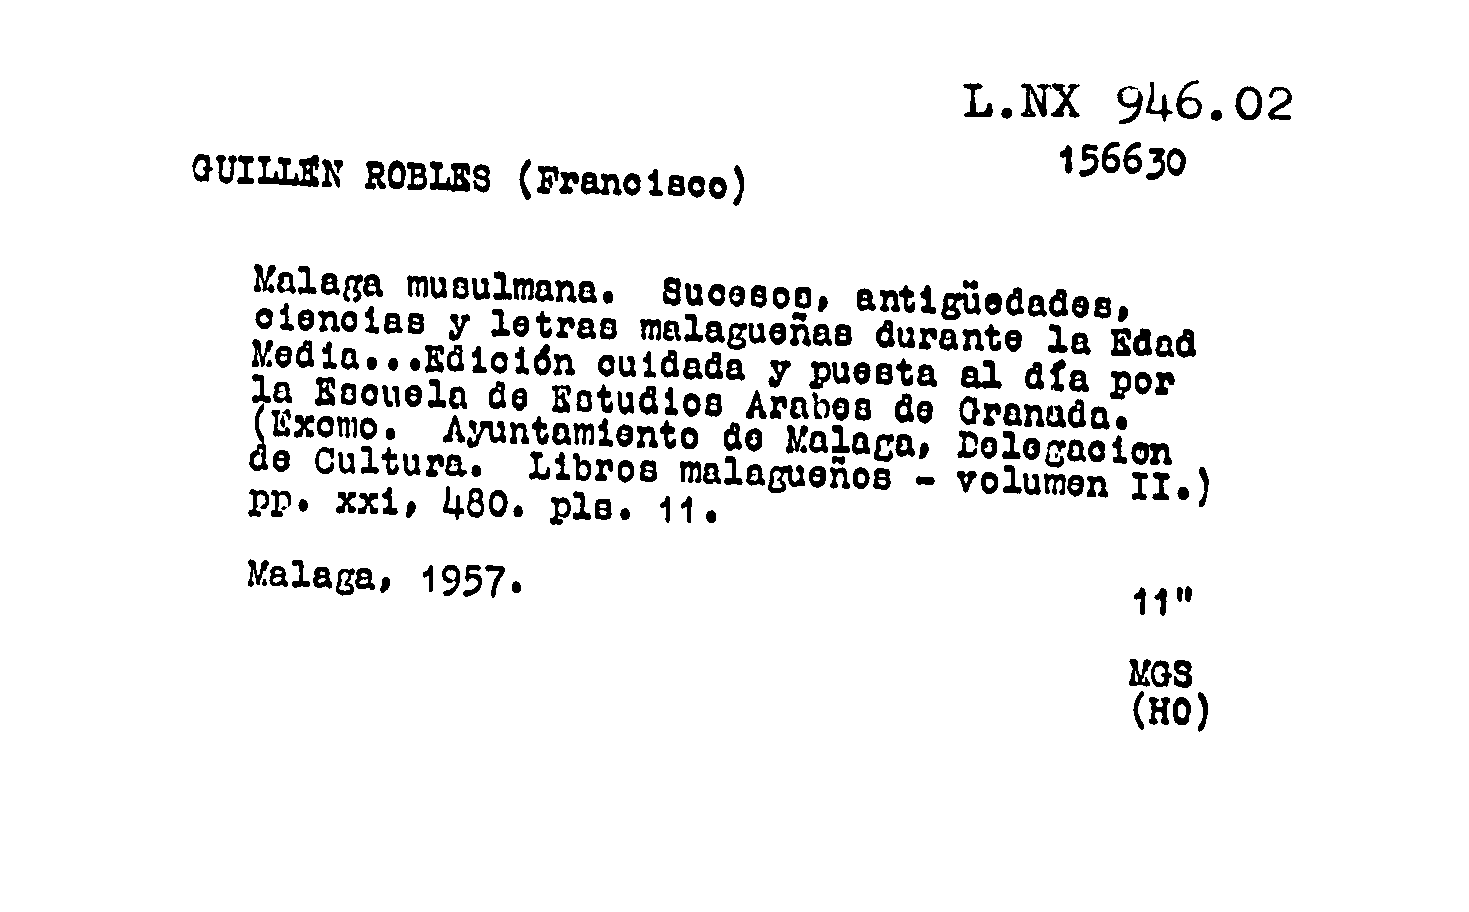 L.NX 946.02
156630
GUILLÉN ROBLES (Francisco)
Malaga musulmana. Sucesos, antigüedades,
ciencias y letras malagueñas durante la Edad
Media...Edición cuidada y puesta al día por
la Escuela de Estudios Arabes de Granada.
(Excmo. Ayuntamiento de Malaga, Delegacion
de Cultura. Libros malagueños - volumen II.)
pp. xxi, 480. pls. 11.
Malaga, 1957.
11"
MGS
(HO)